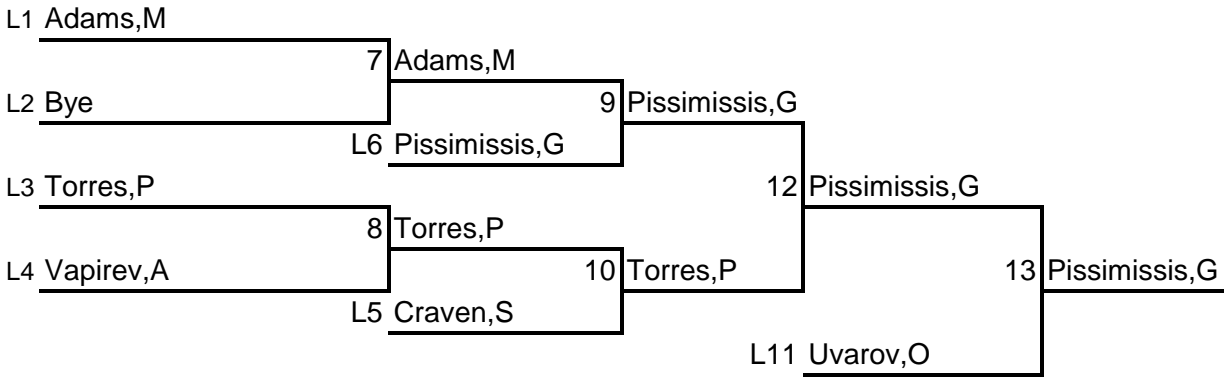 L1 Adams,M
7 Adams,M
L2 Bye
9 Pissimissis,G
L6 Pissimissis,G
L3 Torres,P
12 Pissimissis,G
8 Torres,P
L4 Vapirev,A
10 Torres,P
13 Pissimissis,G
L5 Craven,S
L11 Uvarov,O